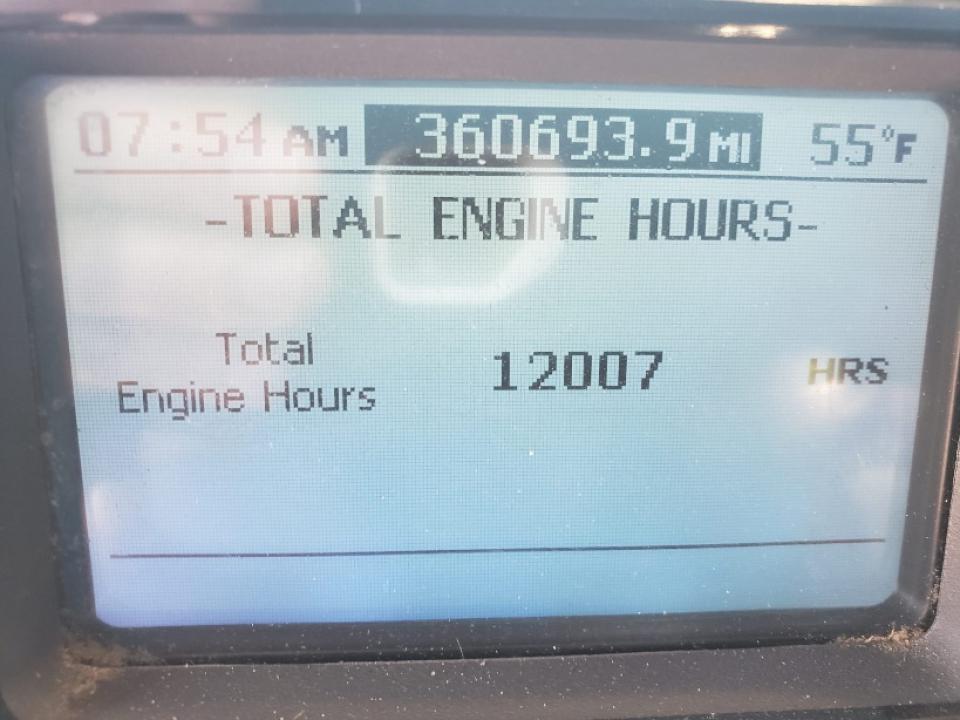 07:54 AM 360693.9 MI 55°F
-TOTAL ENGINE HOURS-
Total
Engine Hours 12007 HRS